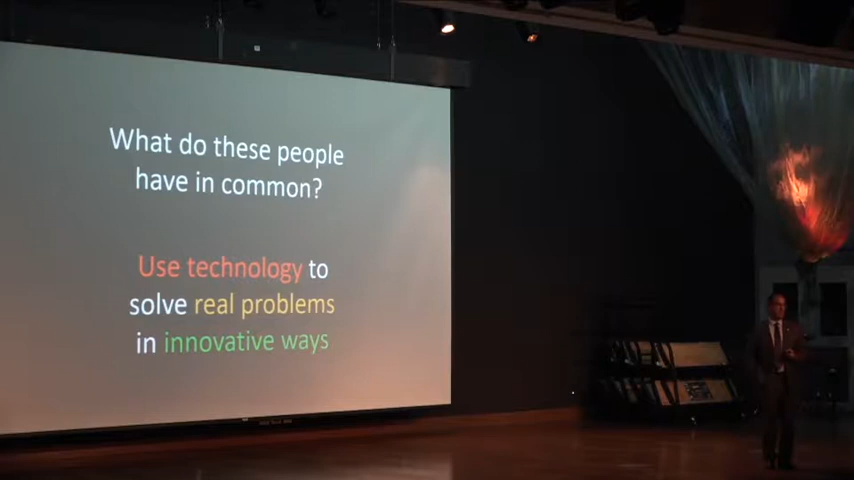 What do these people
have in common?
Use technology to
solve real problems
in innovative ways